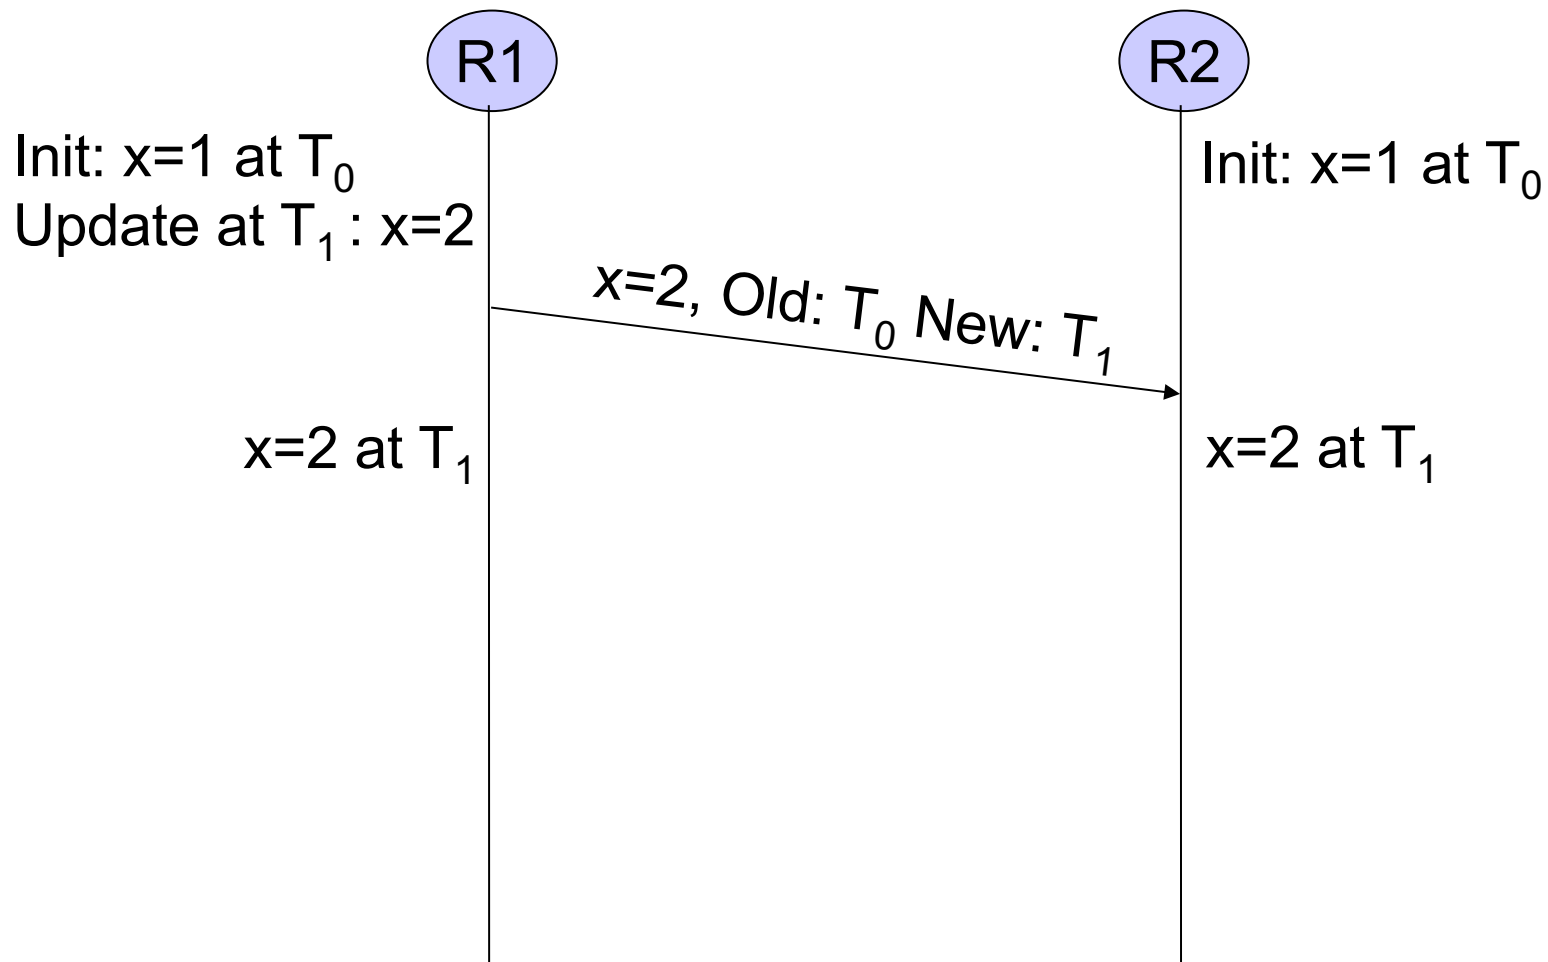 R1
R2
Init: x=1 at T0
Init: x=1 at T0
Update at T1 : x=2
x=2, Old: T0 New: T1
x=2 at T1
x=2 at T1